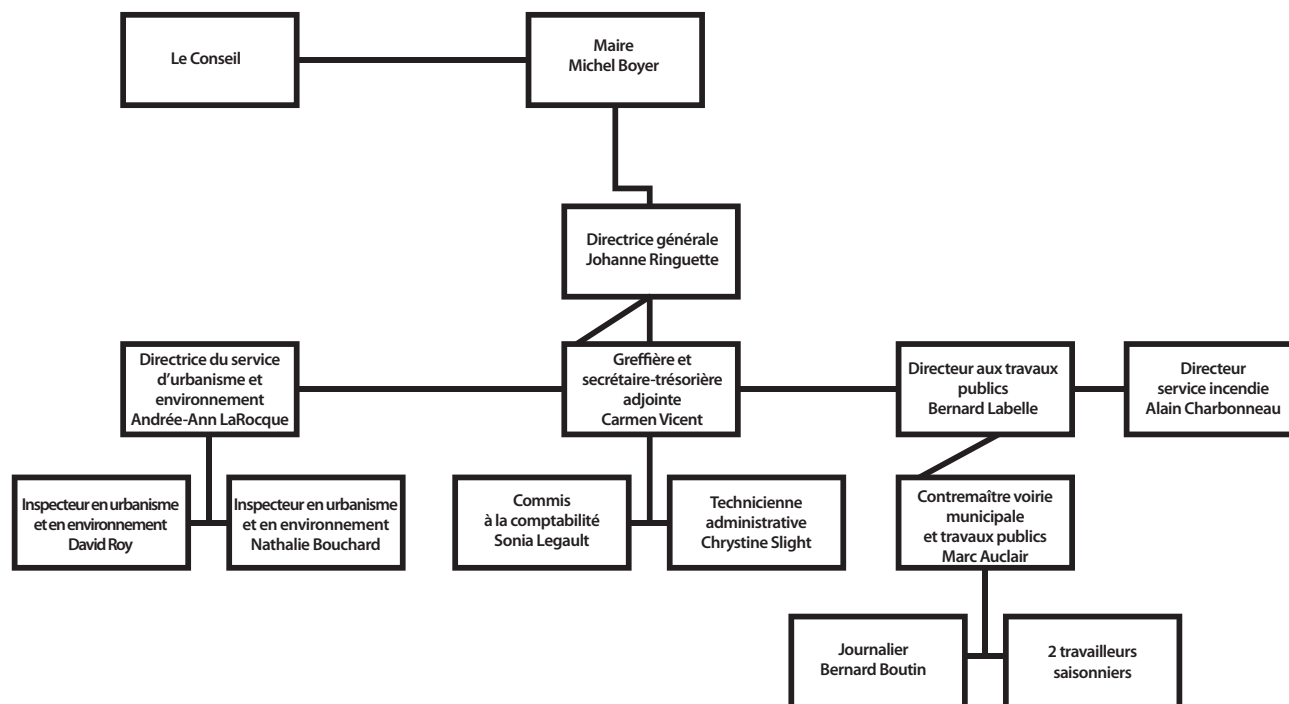 Le Conseil
Maire
Michel Boyer
Directrice générale
Johanne Ringuette
Directrice du service
d'urbanisme et
environnement
Andrée-Ann LaRocque
Greffière et
secrétaire-trésorière
adjointe
Carmen Vicent
Directeur aux travaux
publics
Bernard Labelle
Directeur
service incendie
Alain Charbonneau
Inspecteur en urbanisme
et en environnement
David Roy
Inspecteur en urbanisme
et en environnement
Nathalie Bouchard
Commis
à la comptabilité
Sonia Legault
Technicienne
administrative
Chrystine Slight
Contremaître voirie
municipale
et travaux publics
Marc Auclair
Journalier
Bernard Boutin
2 travailleurs
saisonniers